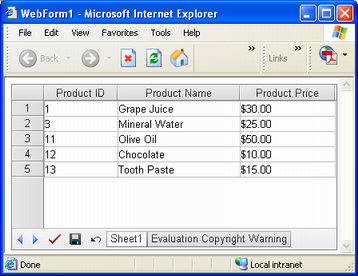 WebForm1 - Microsoft Internet Explorer
File Edit View Favorites Tools Help
Back Links
Product ID Product Name Product Price
1 1 Grape Juice $30.00
2 3 Mineral Water $25.00
3 11 Olive Oil $50.00
4 12 Chocolate $10.00
5 13 Tooth Paste $15.00
Sheet1 Evaluation Copyright Warning
Done Local intranet